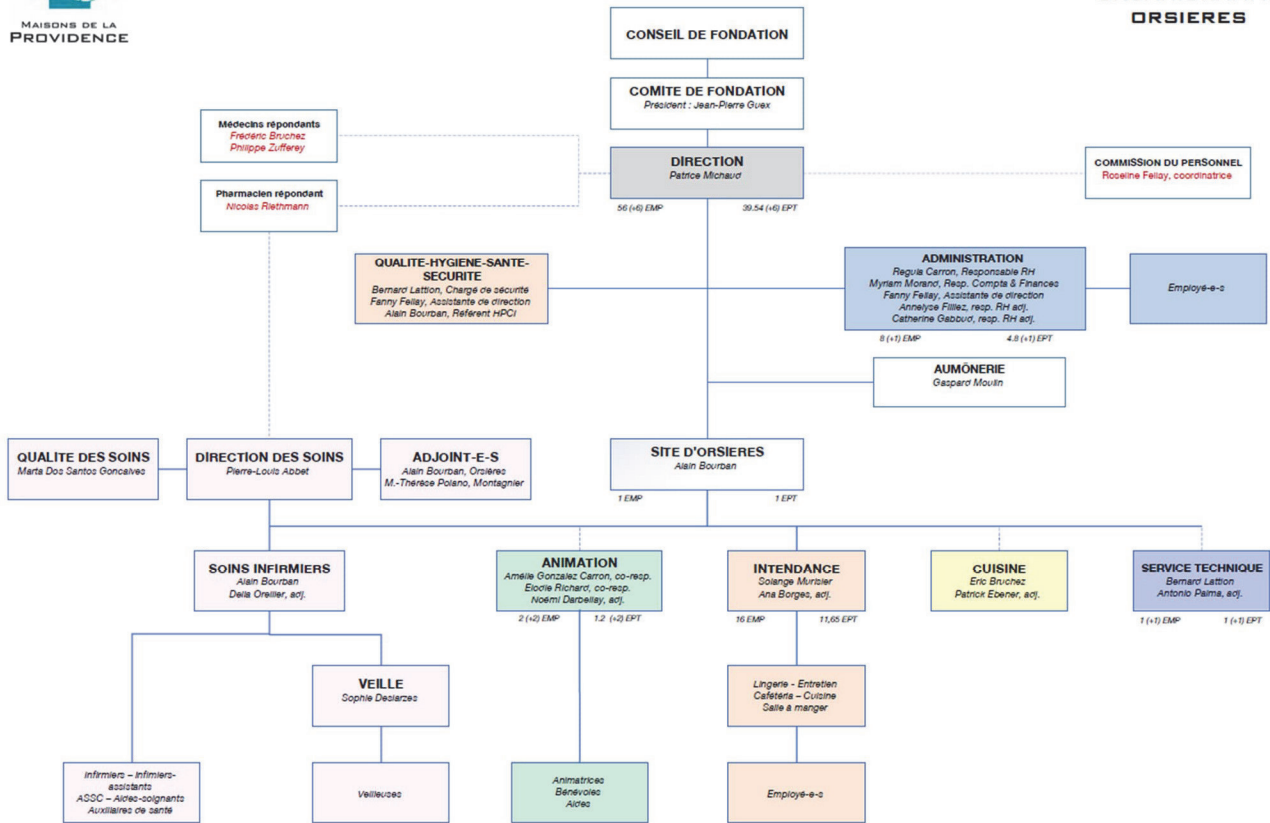 MAISONS DE LA
PROVIDENCE
ORSIERES
CONSEIL DE FONDATION
COMITE DE FONDATION
Président : Jean-Pierre Guex
Médecins répondants
Frédéric Bruchez
Philippe Zufferey
DIRECTION
Patrice Michaud
COMMISSION DU PERSONNEL
Roseline Fellay, coordinatrice
Pharmacien répondant
Nicolas Riethmann
56 (+6) EMP
39.54 (+6) EPT
QUALITE-HYGIENE-SANTE-
SECURITE
Bernard Lattion, Chargé de sécurité
Fanny Fellay, Assistante de direction
Alain Bourban, Référent HPCI
ADMINISTRATION
Regula Carron, Responsable RH
Myriam Morand, Resp. Compta & Finances
Fanny Fellay, Assistante de direction
Annelyse Filliez, resp. RH adj.
Catherine Gabbud, resp. RH adj.
Employé-e-s
8 (+1) EMP
4.8 (+1) EPT
AUMÔNERIE
Gaspard Moulin
QUALITE DES SOINS
Marta Dos Santos Goncalves
DIRECTION DES SOINS
Pierre-Louis Abbet
ADJOINT-E-S
Alain Bourban, Orsières
M.-Thérèse Polano, Montagnier
SITE D'ORSIERES
Alain Bourban
1 EMP
1 EPT
SOINS INFIRMIERS
Alain Bourban
Delia Oreiller, adj.
ANIMATION
Amélie Gonzalez Carron, co-resp.
Elodie Richard, co-resp.
Noémi Darbellay, adj.
INTENDANCE
Solange Murisier
Ana Borges, adj.
CUISINE
Eric Bruchez
Patrick Ebener, adj.
SERVICE TECHNIQUE
Bernard Lattion
Antonio Palma, adj.
2 (+2) EMP
1.2 (+2) EPT
16 EMP
11,65 EPT
1 (+1) EMP
1 (+1) EPT
VEILLE
Sophie Deslarzes
Lingerie - Entretien
Cafétéria – Cuisine
Salle à manger
Infirmiers – Infimiers-
assistants
ASSC – Aides-soignants
Auxiliaires de santé
Veilleuses
Animatrices
Bénévoles
Aides
Employé-e-s